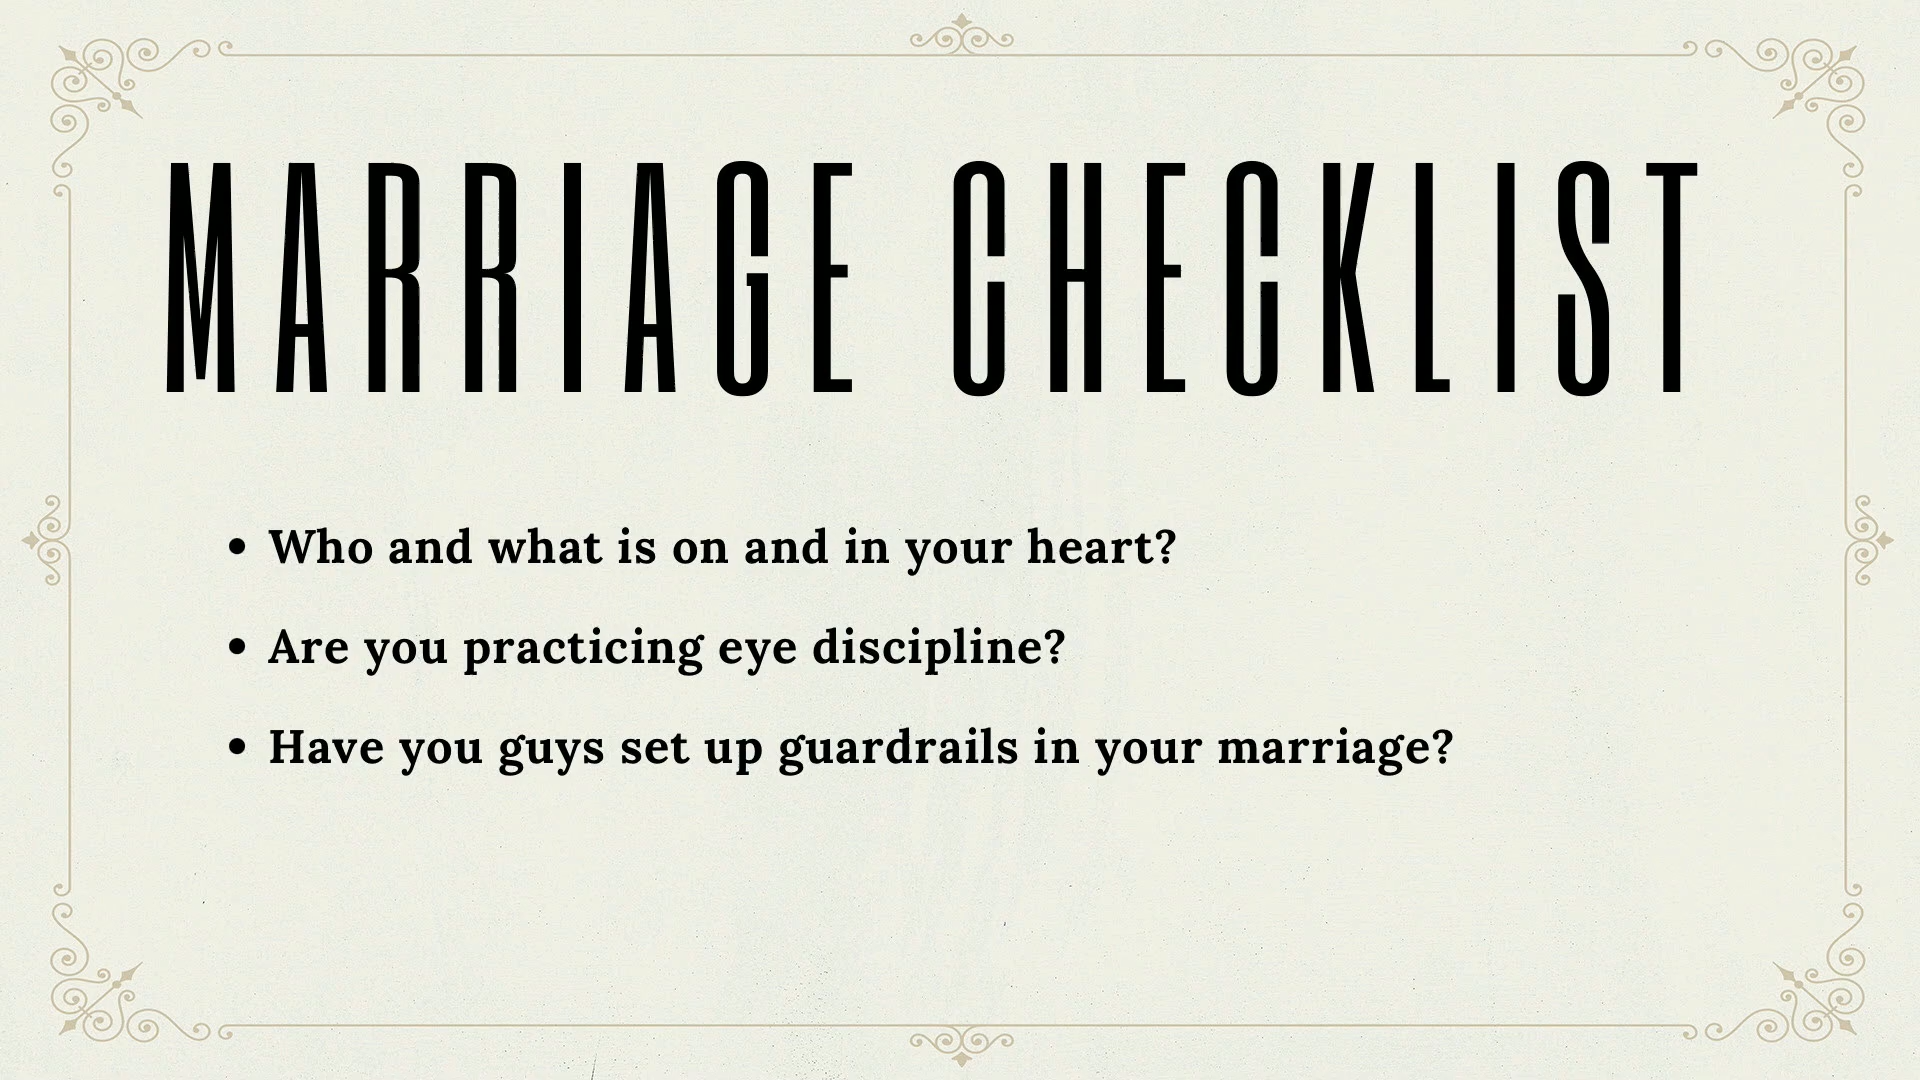 MARRIAGE CHECKLIST
• Who and what is on and in your heart?
• Are you practicing eye discipline?
• Have you guys set up guardrails in your marriage?